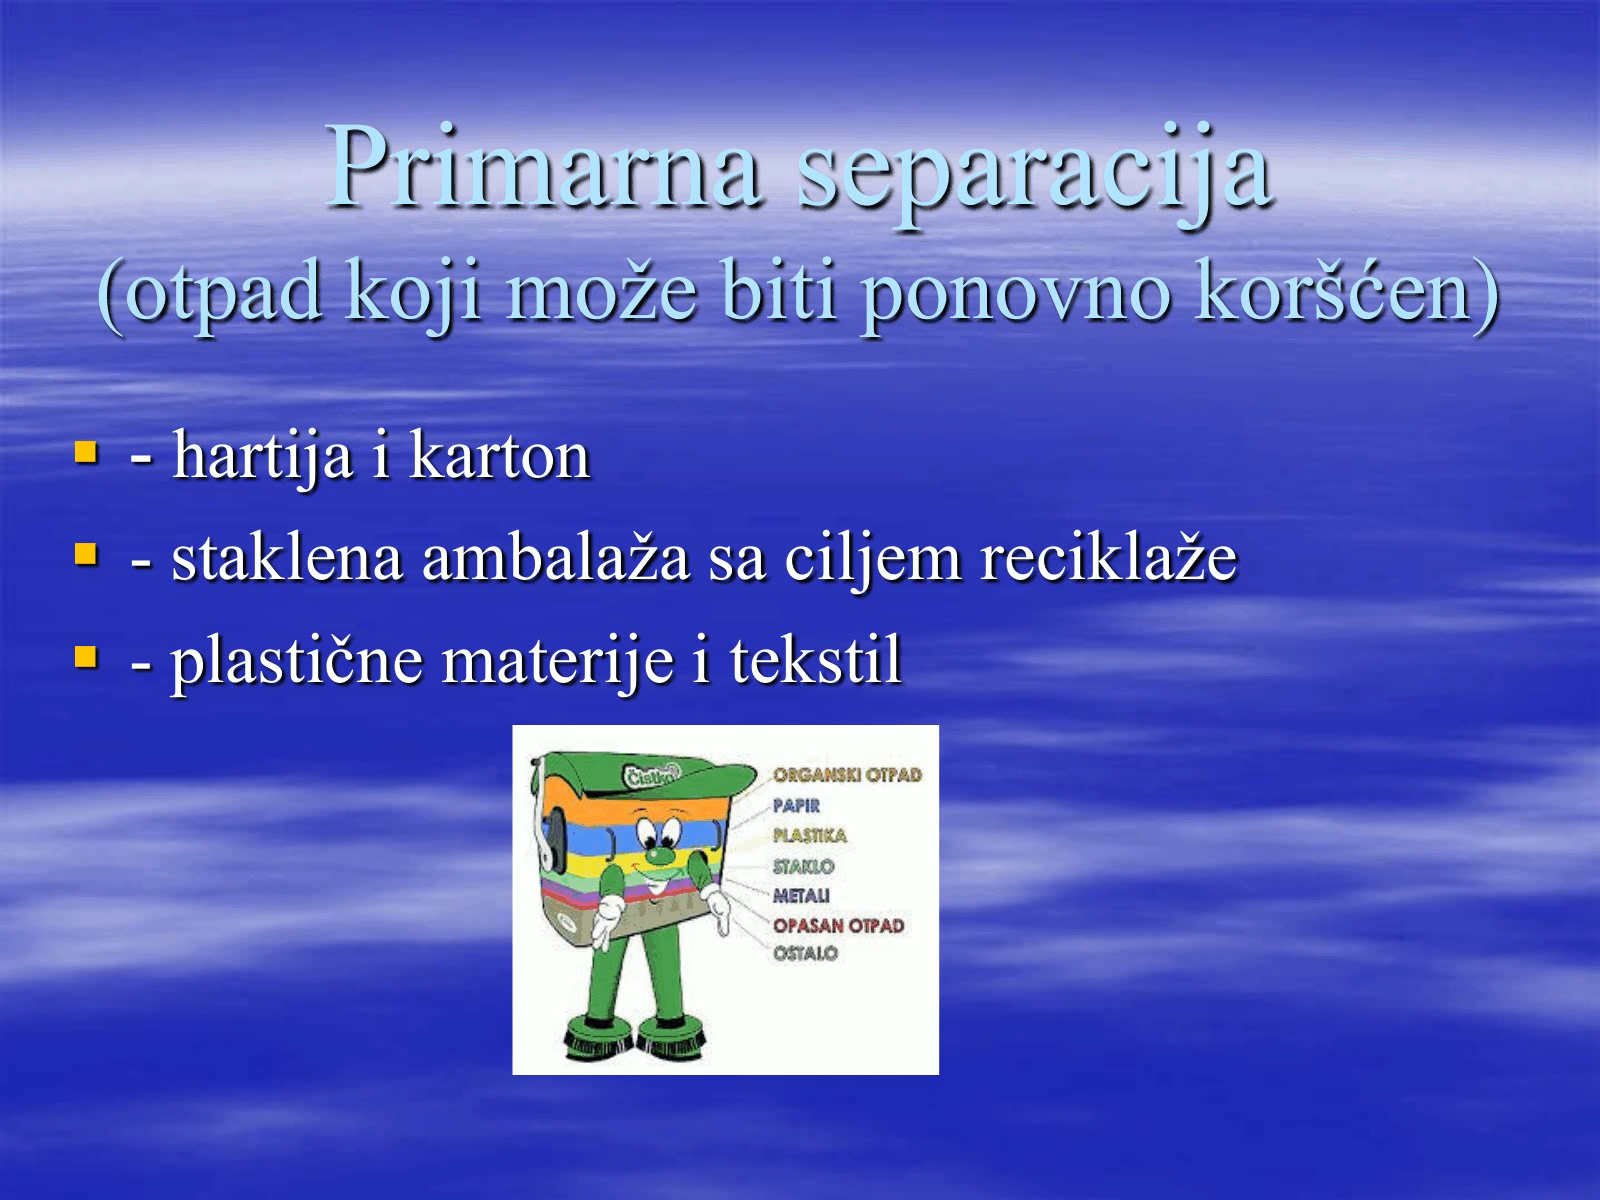 Primarna separacija
(otpad koji može biti ponovno koršćen)
- hartija i karton
- staklena ambalaža sa ciljem reciklaže
- plastične materije i tekstil
Čistko
ORGANSKI OTPAD
PAPIR
PLASTIKA
STAKLO
METALI
OPASAN OTPAD
OSTALO